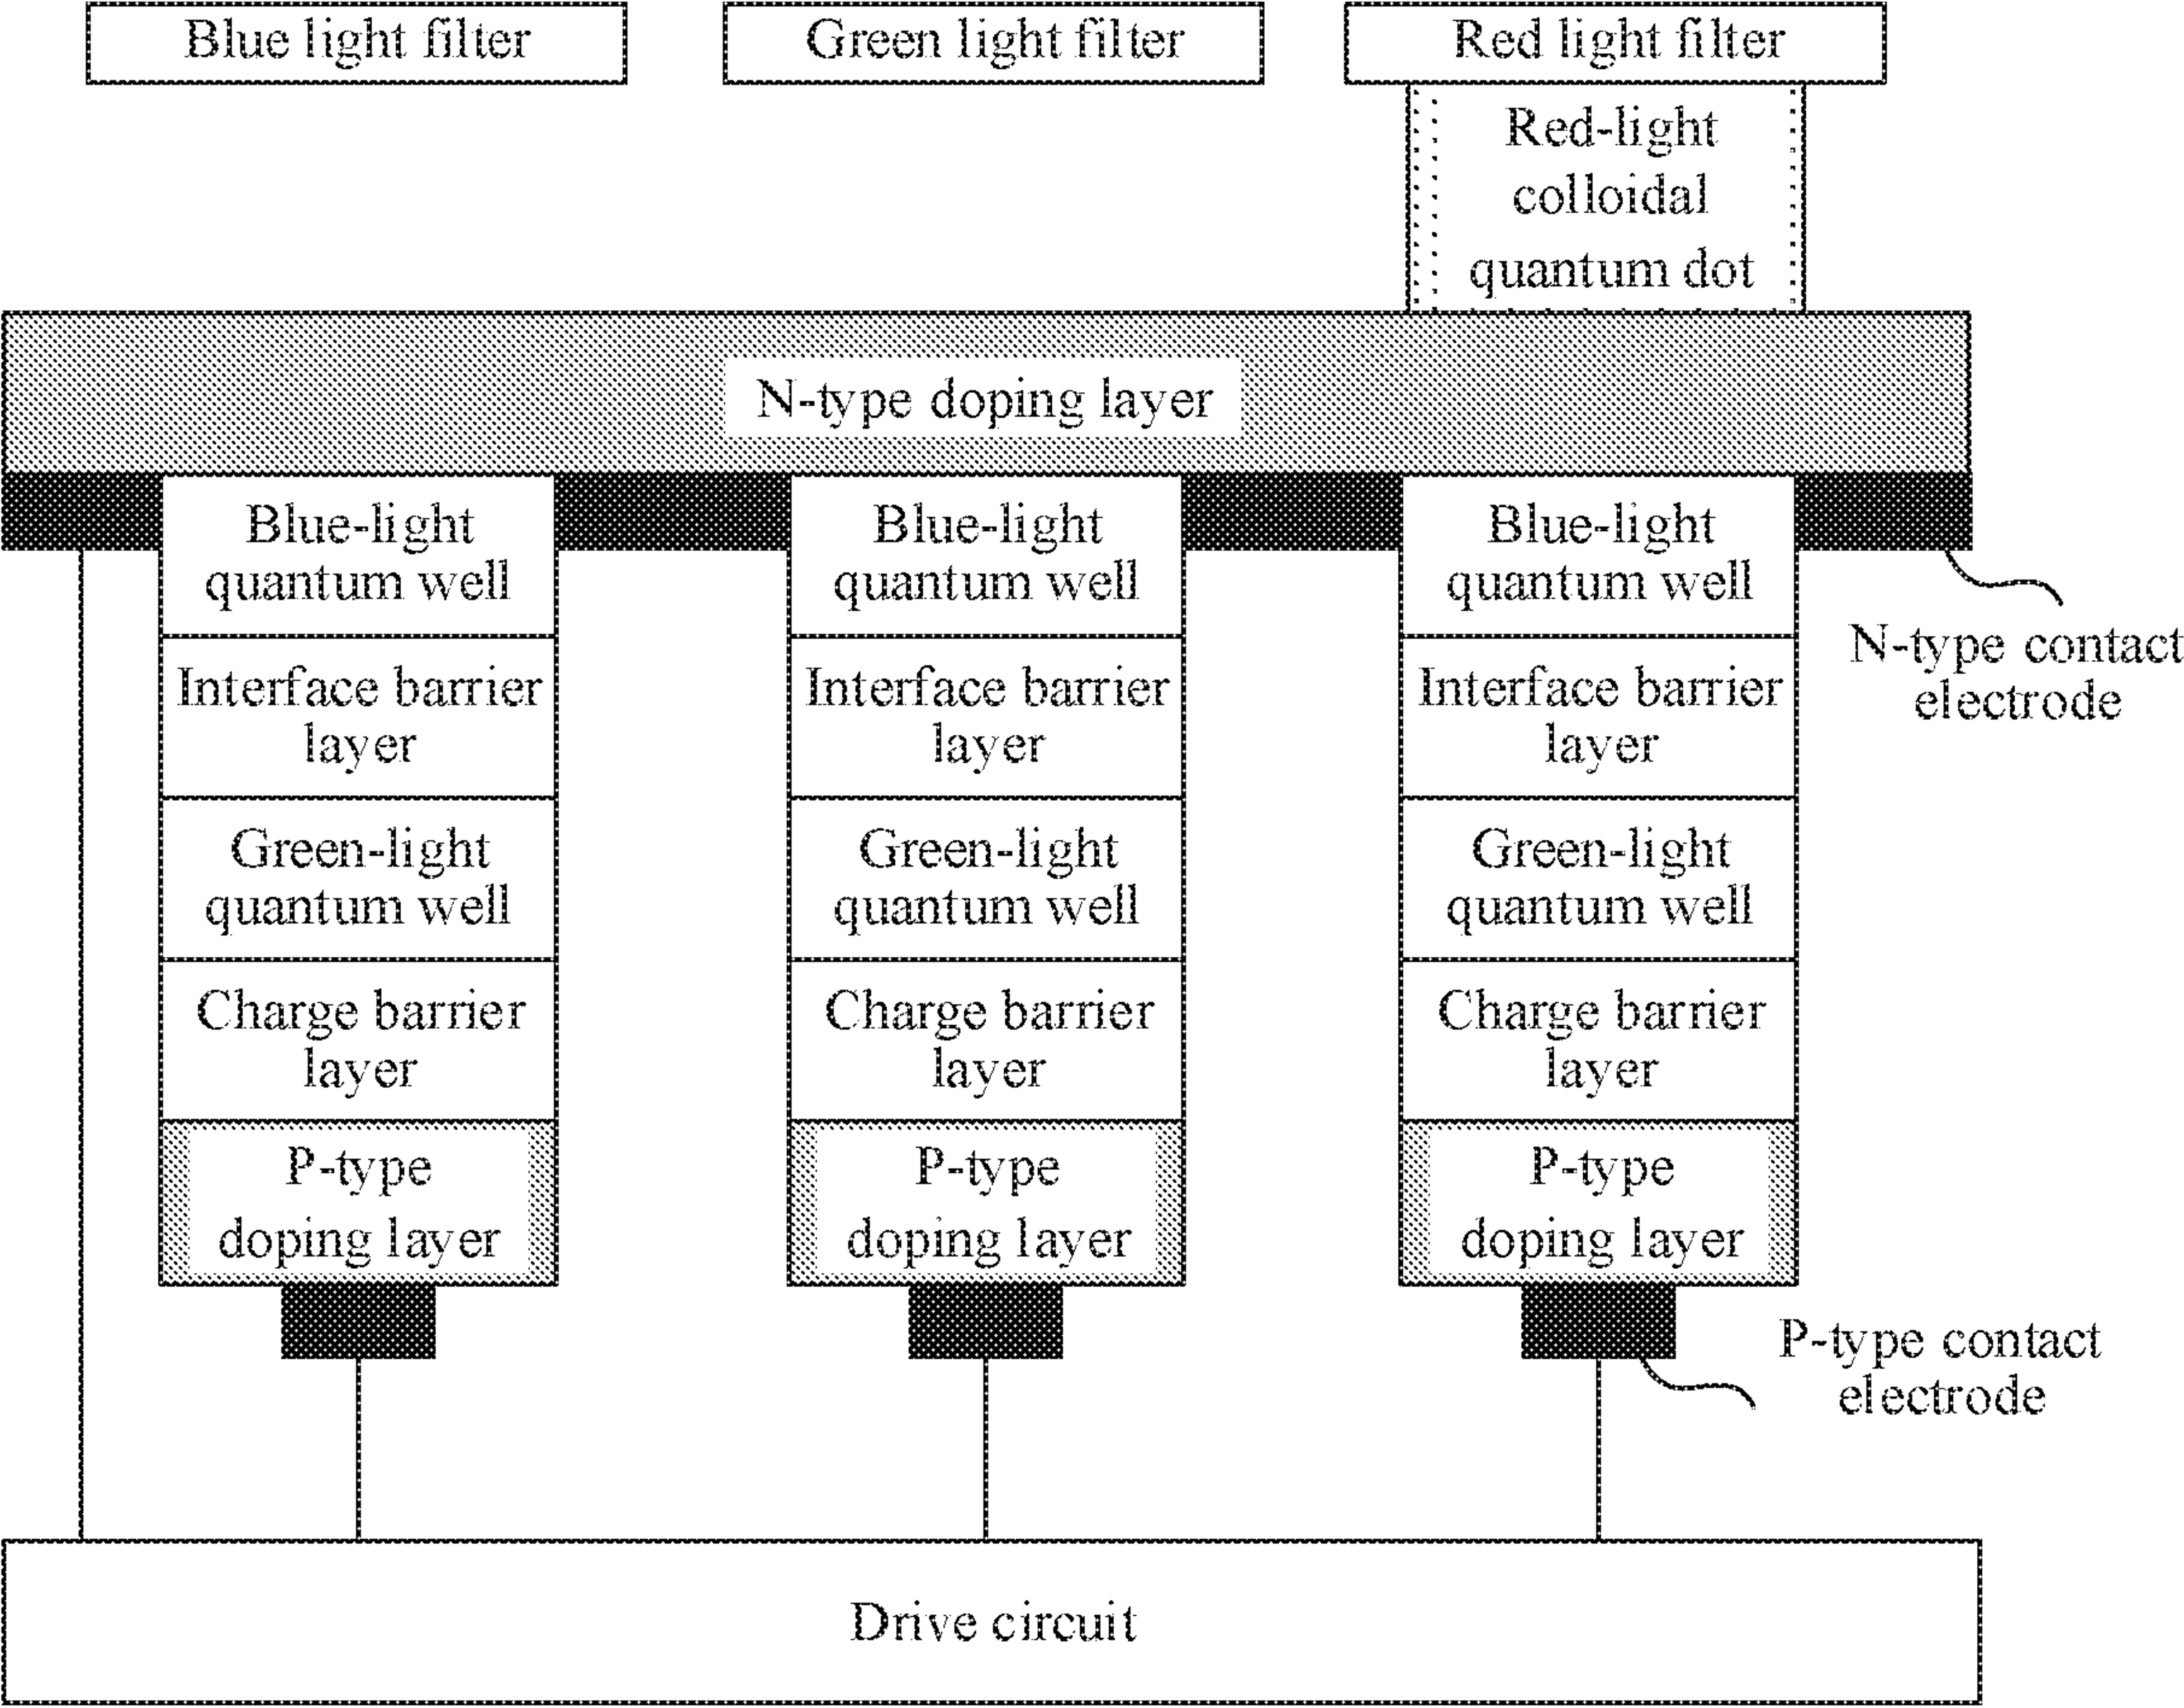 Blue light filter
Green light filter
Red light filter
Red-light
colloidal
quantum dot
N-type doping layer
Blue-light
quantum well
Blue-light
quantum well
Blue-light
quantum well
N-type contact
electrode
Interface barrier
layer
Interface barrier
layer
Interface barrier
layer
Green-light
quantum well
Green-light
quantum well
Green-light
quantum well
Charge barrier
layer
Charge barrier
layer
Charge barrier
layer
P-type
doping layer
P-type
doping layer
P-type
doping layer
P-type contact
electrode
Drive circuit